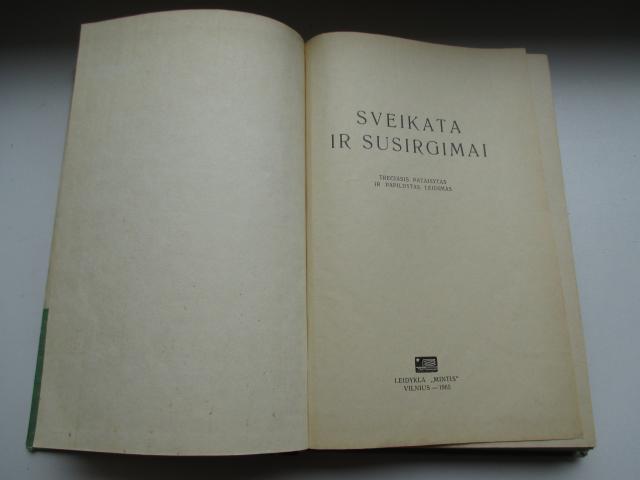 SVEIKATA
IR SUSIRGIMAI
TREČIASIS PATAISYTAS
IR PAPILDYTAS LEIDIMAS
LEIDYKLA „MINTIS“
VILNIUS — 1965